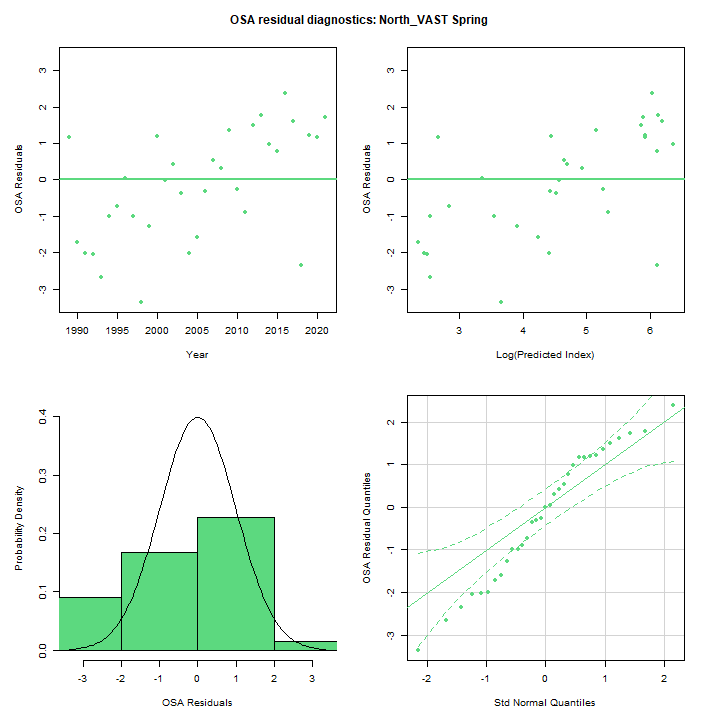 OSA residual diagnostics: North_VAST Spring
OSA Residuals
3
2
1
0
-1
-2
-3
1990 1995 2000 2005 2010 2015 2020
Year
OSA Residuals
3
2
1
0
-1
-2
-3
3 4 5 6
Log(Predicted Index)
Probability Density
0.4
0.3
0.2
0.1
0.0
-3 -2 -1 0 1 2 3
OSA Residuals
OSA Residual Quantiles
2
1
0
-1
-2
-3
-2 -1 0 1 2
Std Normal Quantiles